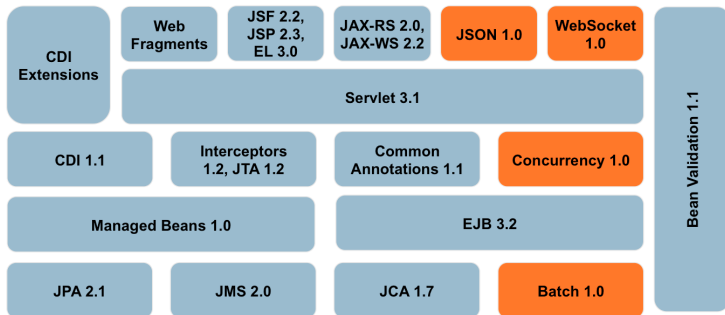 CDI
Extensions
Web
Fragments
JSF 2.2,
JSP 2.3,
EL 3.0
JAX-RS 2.0,
JAX-WS 2.2
JSON 1.0
WebSocket
1.0
Servlet 3.1
CDI 1.1
Interceptors
1.2, JTA 1.2
Common
Annotations 1.1
Concurrency 1.0
Managed Beans 1.0
EJB 3.2
JPA 2.1
JMS 2.0
JCA 1.7
Batch 1.0
Bean Validation 1.1